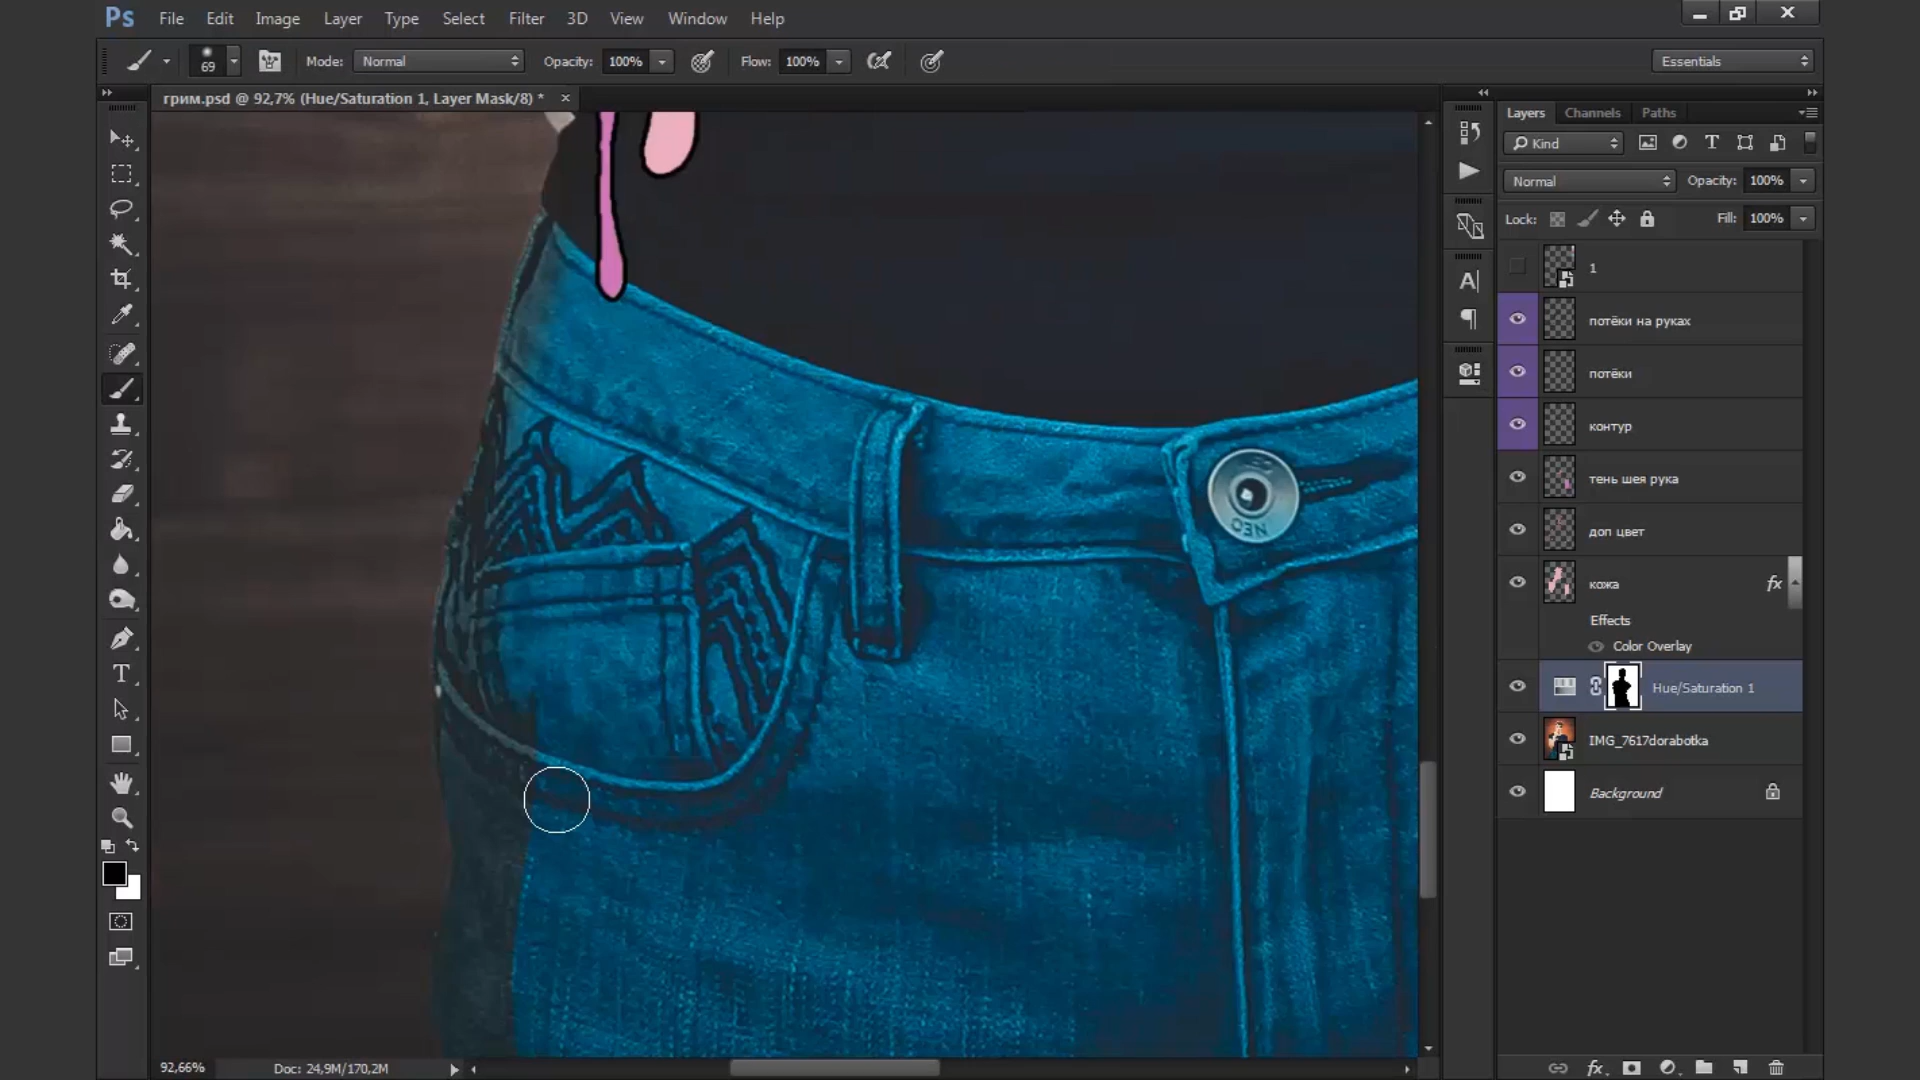 Ps File Edit Image Layer Type Select Filter 3D View Window Help
69 Mode: Normal Opacity: 100% Flow: 100% Essentials
грим.psd @ 92,7% (Hue/Saturation 1, Layer Mask/8) * ×
Layers Channels Paths
Kind
Normal Opacity: 100%
Lock: Fill: 100%
1
потёки на руках
потёки
контур
тень шея рука
доп цвет
кожа fx
Effects
Color Overlay
Hue/Saturation 1
IMG_7617dorabotka
Background
NEO
92,66% Doc: 24,9M/170,2M